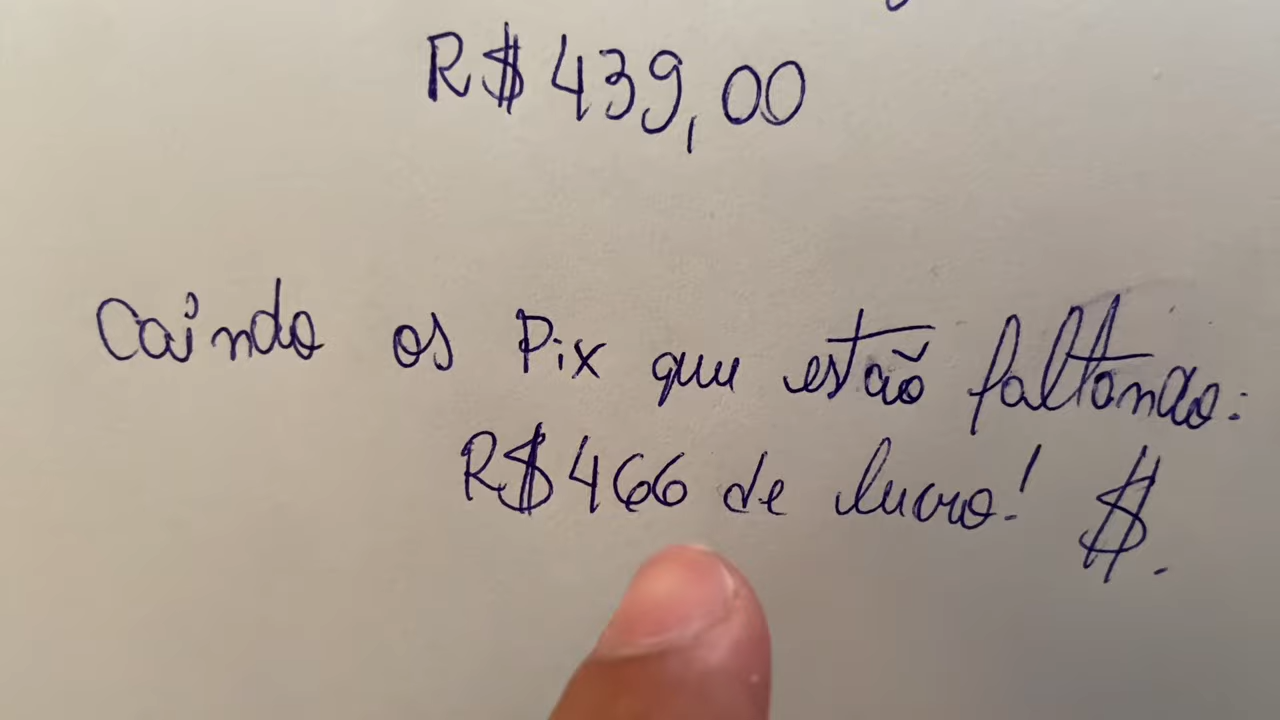 R$ 439,00
Caindo os Pix que estão faltando:
R$ 466 de lucro! $.